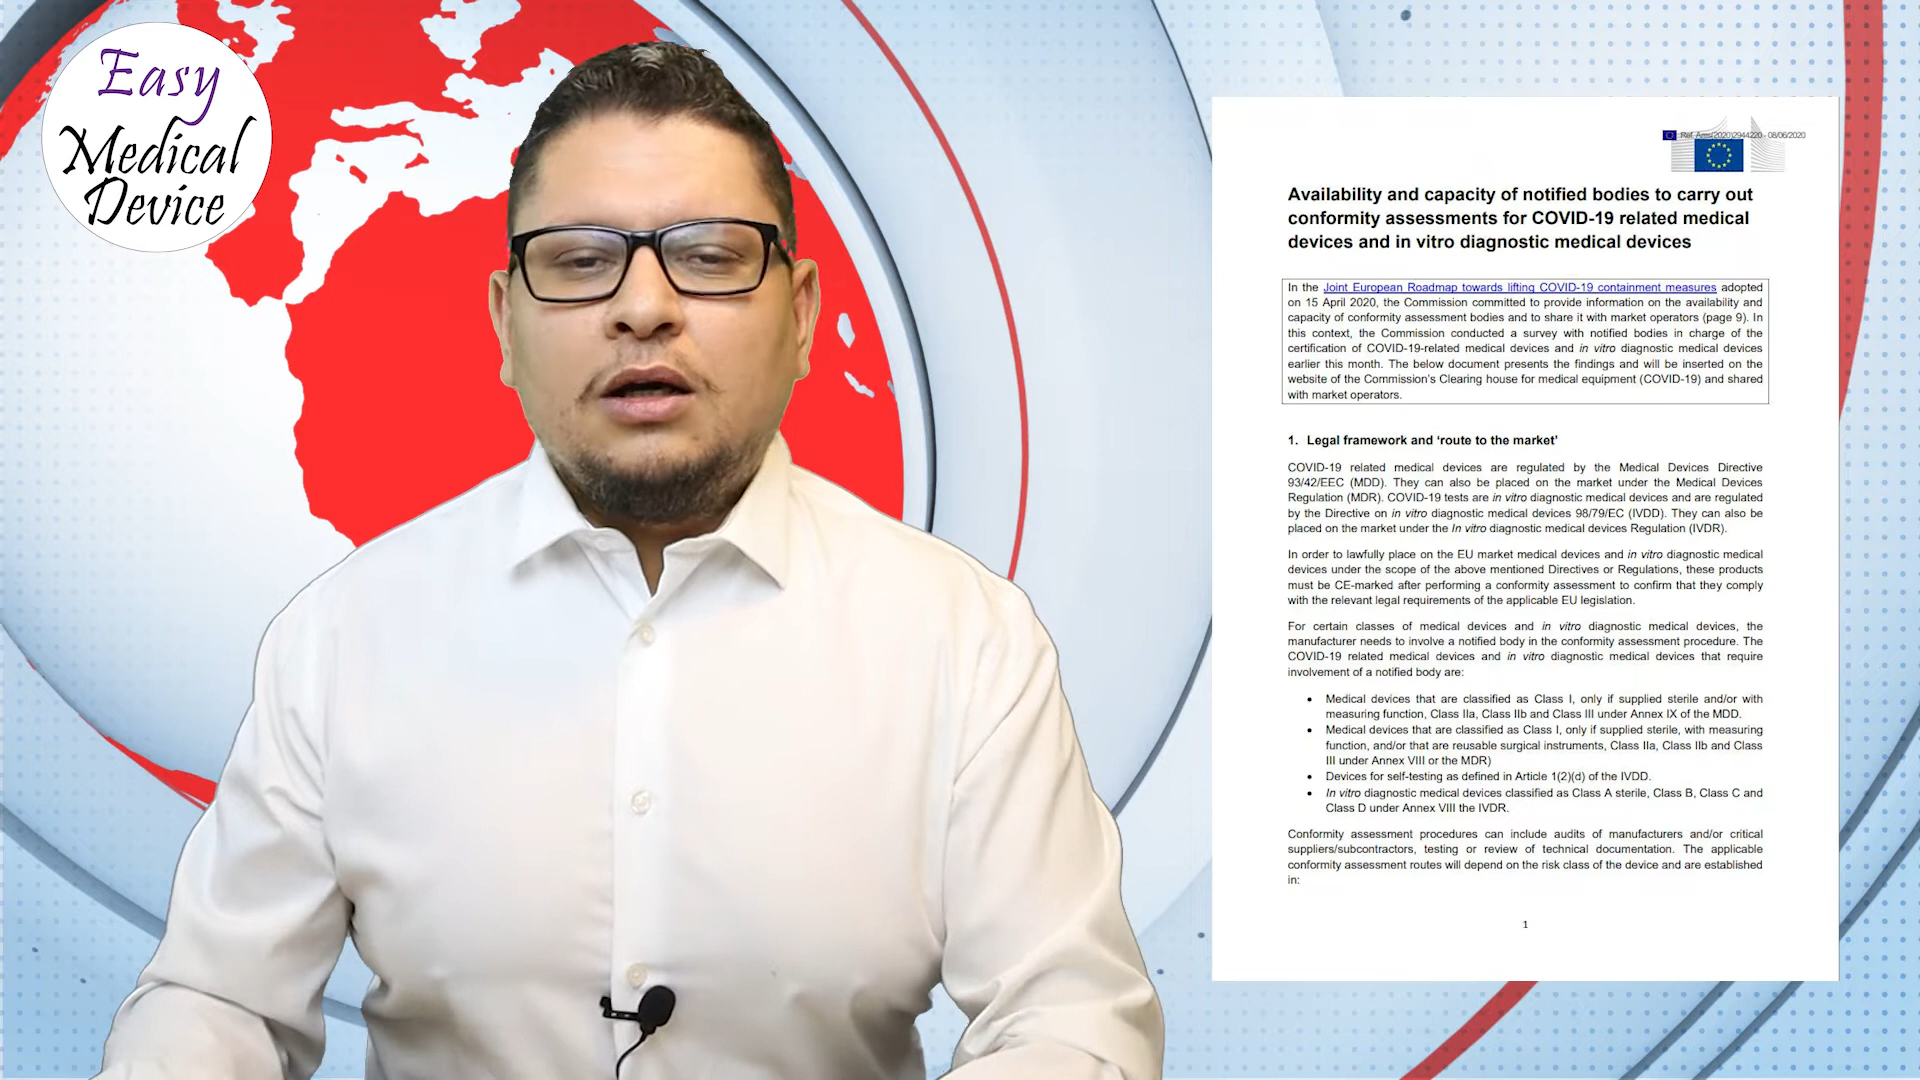 Easy
Medical
Device
Ref. Ares(2020)2944220 - 08/06/2020
Availability and capacity of notified bodies to carry out
conformity assessments for COVID-19 related medical
devices and in vitro diagnostic medical devices
In the Joint European Roadmap towards lifting COVID-19 containment measures adopted
on 15 April 2020, the Commission committed to provide information on the availability and
capacity of conformity assessment bodies and to share it with market operators (page 9). In
this context, the Commission conducted a survey with notified bodies in charge of the
certification of COVID-19-related medical devices and in vitro diagnostic medical devices
earlier this month. The below document presents the findings and will be inserted on the
website of the Commission's Clearing house for medical equipment (COVID-19) and shared
with market operators.
1. Legal framework and 'route to the market'
COVID-19 related medical devices are regulated by the Medical Devices Directive
93/42/EEC (MDD). They can also be placed on the market under the Medical Devices
Regulation (MDR). COVID-19 tests are in vitro diagnostic medical devices and are regulated
by the Directive on in vitro diagnostic medical devices 98/79/EC (IVDD). They can also be
placed on the market under the In vitro diagnostic medical devices Regulation (IVDR).
In order to lawfully place on the EU market medical devices and in vitro diagnostic medical
devices under the scope of the above mentioned Directives or Regulations, these products
must be CE-marked after performing a conformity assessment to confirm that they comply
with the relevant legal requirements of the applicable EU legislation.
For certain classes of medical devices and in vitro diagnostic medical devices, the
manufacturer needs to involve a notified body in the conformity assessment procedure. The
COVID-19 related medical devices and in vitro diagnostic medical devices that require
involvement of a notified body are:
• Medical devices that are classified as Class I, only if supplied sterile and/or with
measuring function, Class IIa, Class IIb and Class III under Annex IX of the MDD.
• Medical devices that are classified as Class I, only if supplied sterile, with measuring
function, and/or that are reusable surgical instruments, Class IIa, Class IIb and Class
III under Annex VIII or the MDR)
• Devices for self-testing as defined in Article 1(2)(d) of the IVDD.
• In vitro diagnostic medical devices classified as Class A sterile, Class B, Class C and
Class D under Annex VIII the IVDR.
Conformity assessment procedures can include audits of manufacturers and/or critical
suppliers/subcontractors, testing or review of technical documentation. The applicable
conformity assessment routes will depend on the risk class of the device and are established
in:
1